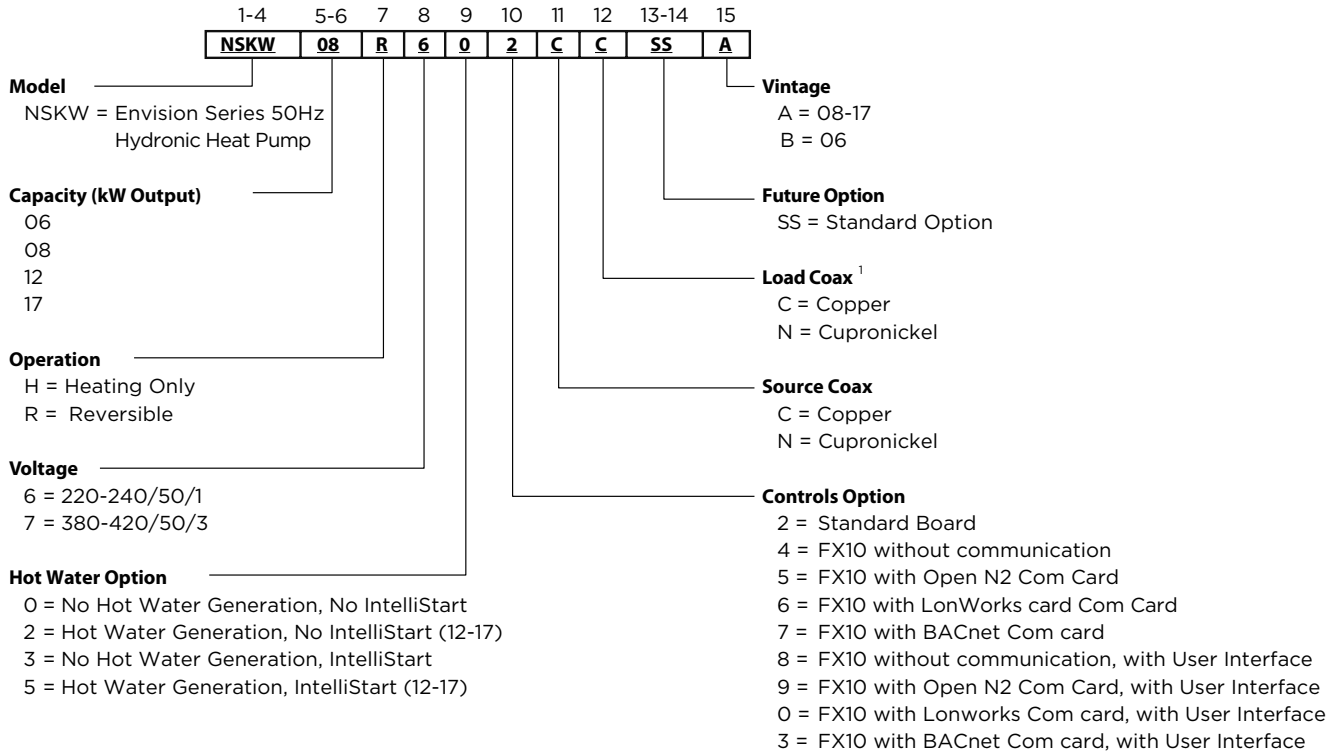 1-4 5-6 7 8 9 10 11 12 13-14 15
NSKW 08 R 6 0 2 C C SS A
Model
NSKW = Envision Series 50Hz
Hydronic Heat Pump
Capacity (kW Output)
06
08
12
17
Operation
H = Heating Only
R = Reversible
Voltage
6 = 220-240/50/1
7 = 380-420/50/3
Hot Water Option
0 = No Hot Water Generation, No IntelliStart
2 = Hot Water Generation, No IntelliStart (12-17)
3 = No Hot Water Generation, IntelliStart
5 = Hot Water Generation, IntelliStart (12-17)
Vintage
A = 08-17
B = 06
Future Option
SS = Standard Option
Load Coax 1
C = Copper
N = Cupronickel
Source Coax
C = Copper
N = Cupronickel
Controls Option
2 = Standard Board
4 = FX10 without communication
5 = FX10 with Open N2 Com Card
6 = FX10 with LonWorks card Com Card
7 = FX10 with BACnet Com card
8 = FX10 without communication, with User Interface
9 = FX10 with Open N2 Com Card, with User Interface
0 = FX10 with Lonworks Com card, with User Interface
3 = FX10 with BACnet Com card, with User Interface